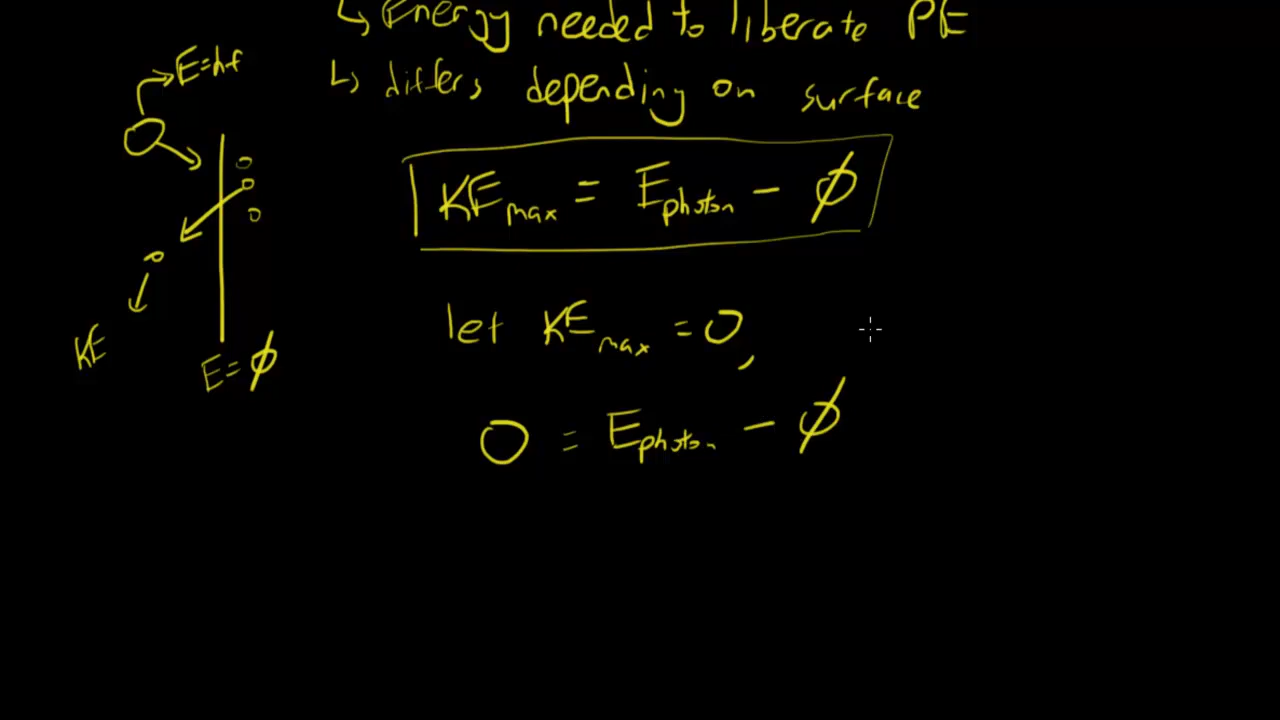 ↳ Energy needed to liberate PE
↳ differs depending on surface
E=hf
KE
E=ϕ
KEmax = Ephoton - ϕ
let KEmax = 0,
0 = Ephoton - ϕ